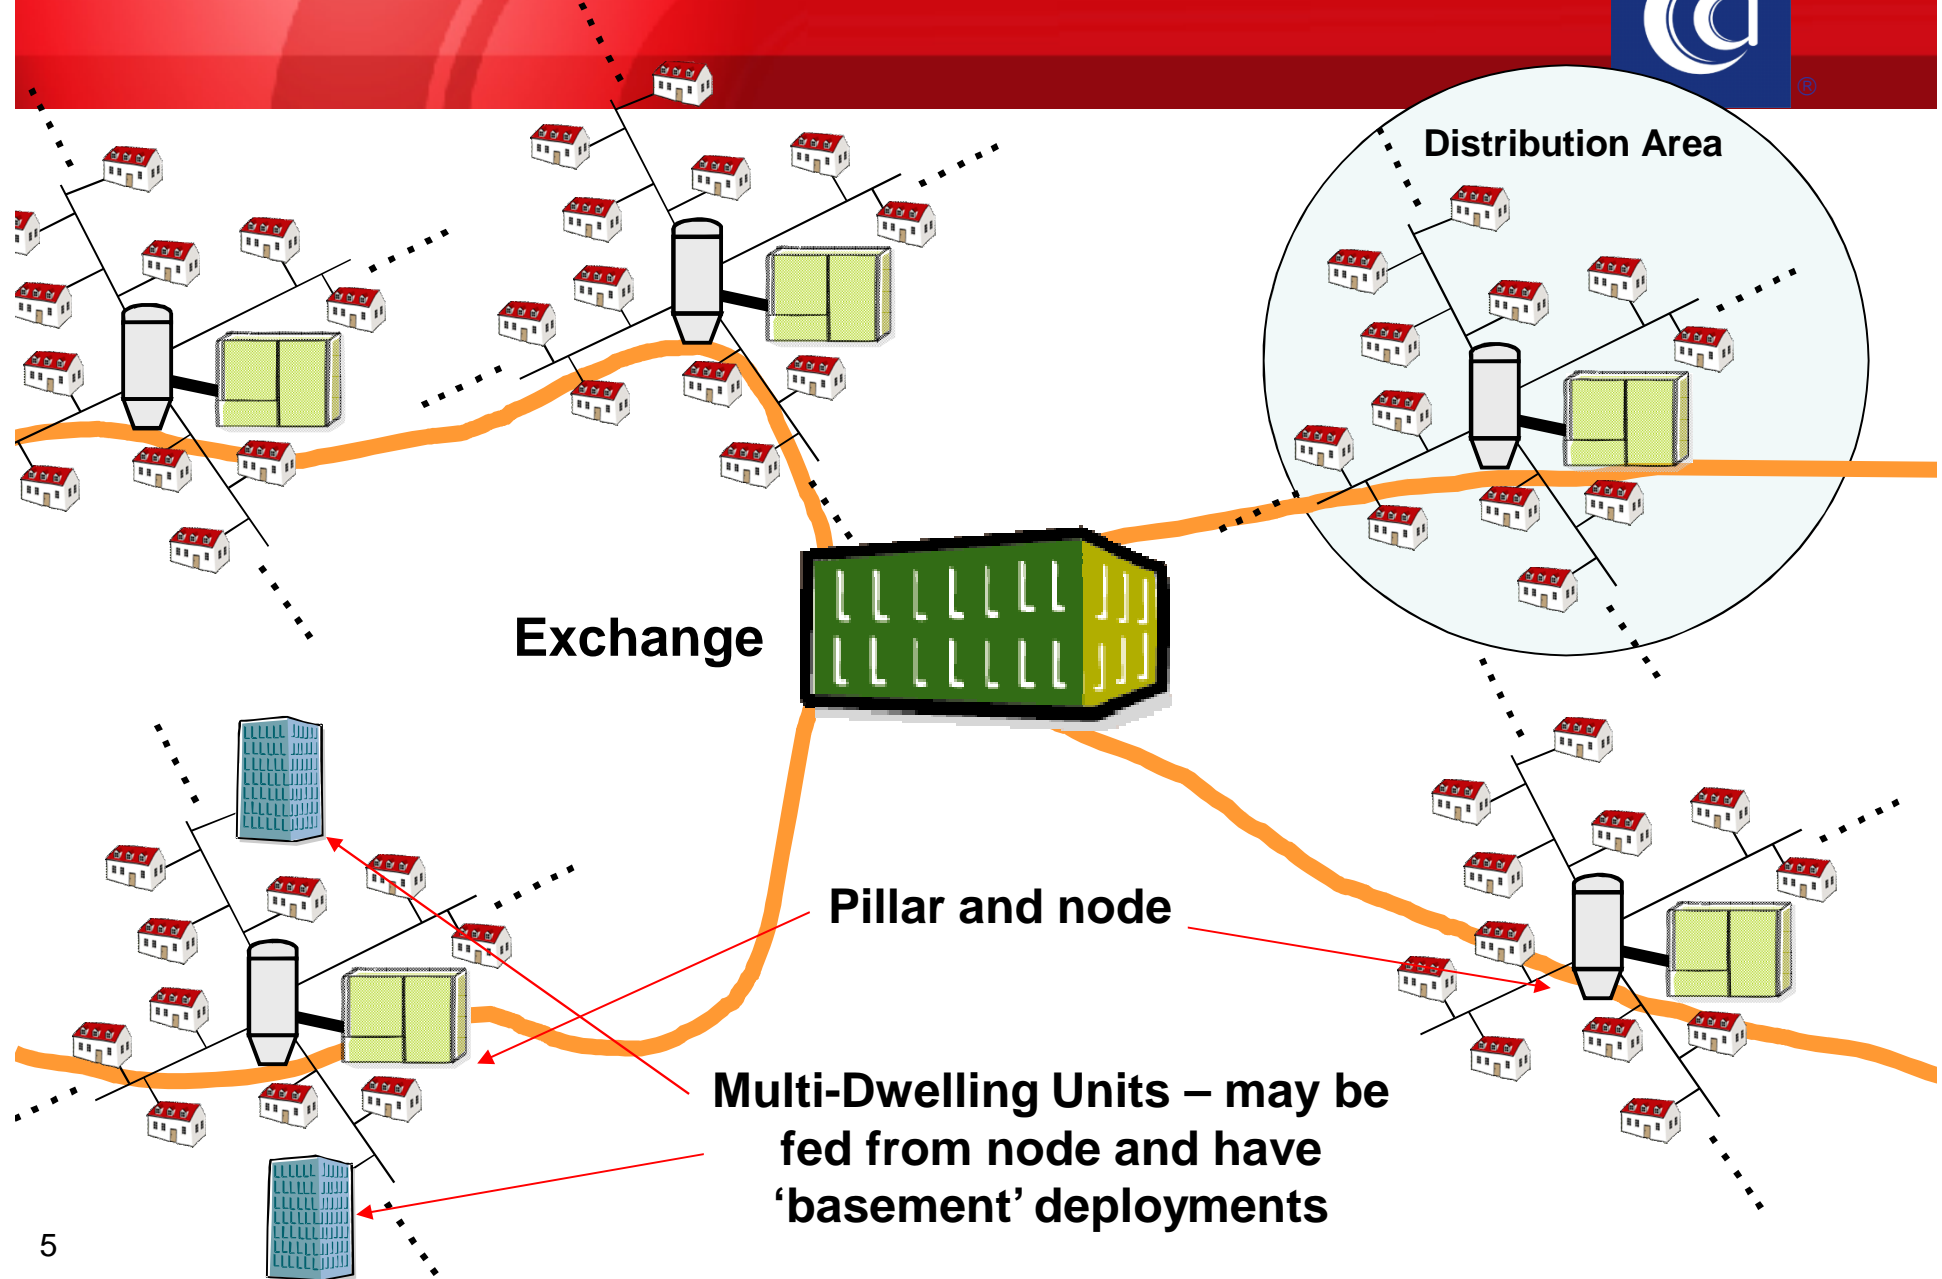 ®
Distribution Area
Exchange
Pillar and node
Multi-Dwelling Units – may be
fed from node and have
‘basement’ deployments
5